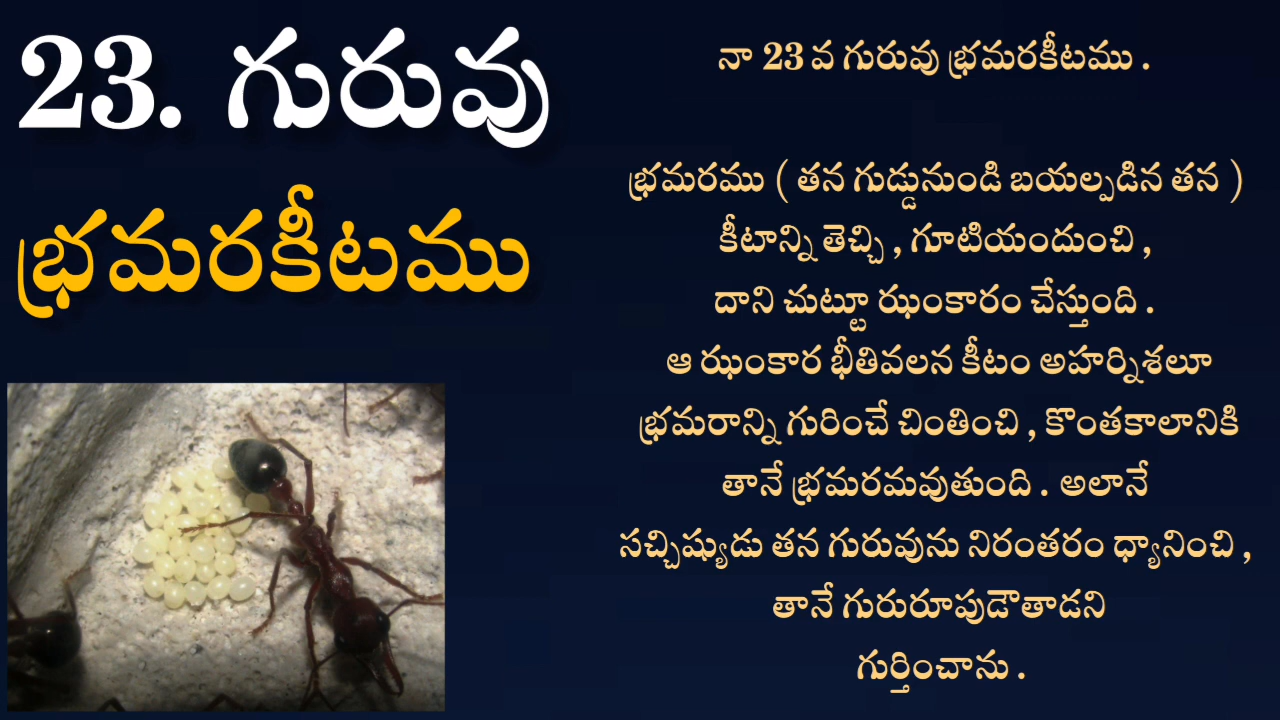 23. గురువు
భ్రమరకీటము
నా 23 వ గురువు భ్రమరకీటము .
భ్రమరము ( తన గుడ్డునుండి బయల్పడిన తన )
కీటాన్ని తెచ్చి , గూటియందుంచి ,
దాని చుట్టూ ఝంకారం చేస్తుంది .
ఆ ఝంకార భీతివలన కీటం అహర్నిశలూ
భ్రమరాన్ని గురించే చింతించి , కొంతకాలానికి
తానే భ్రమరమవుతుంది . అలానే
సచ్చిష్యుడు తన గురువును నిరంతరం ధ్యానించి ,
తానే గురురూపుడౌతాడని
గుర్తించాను .